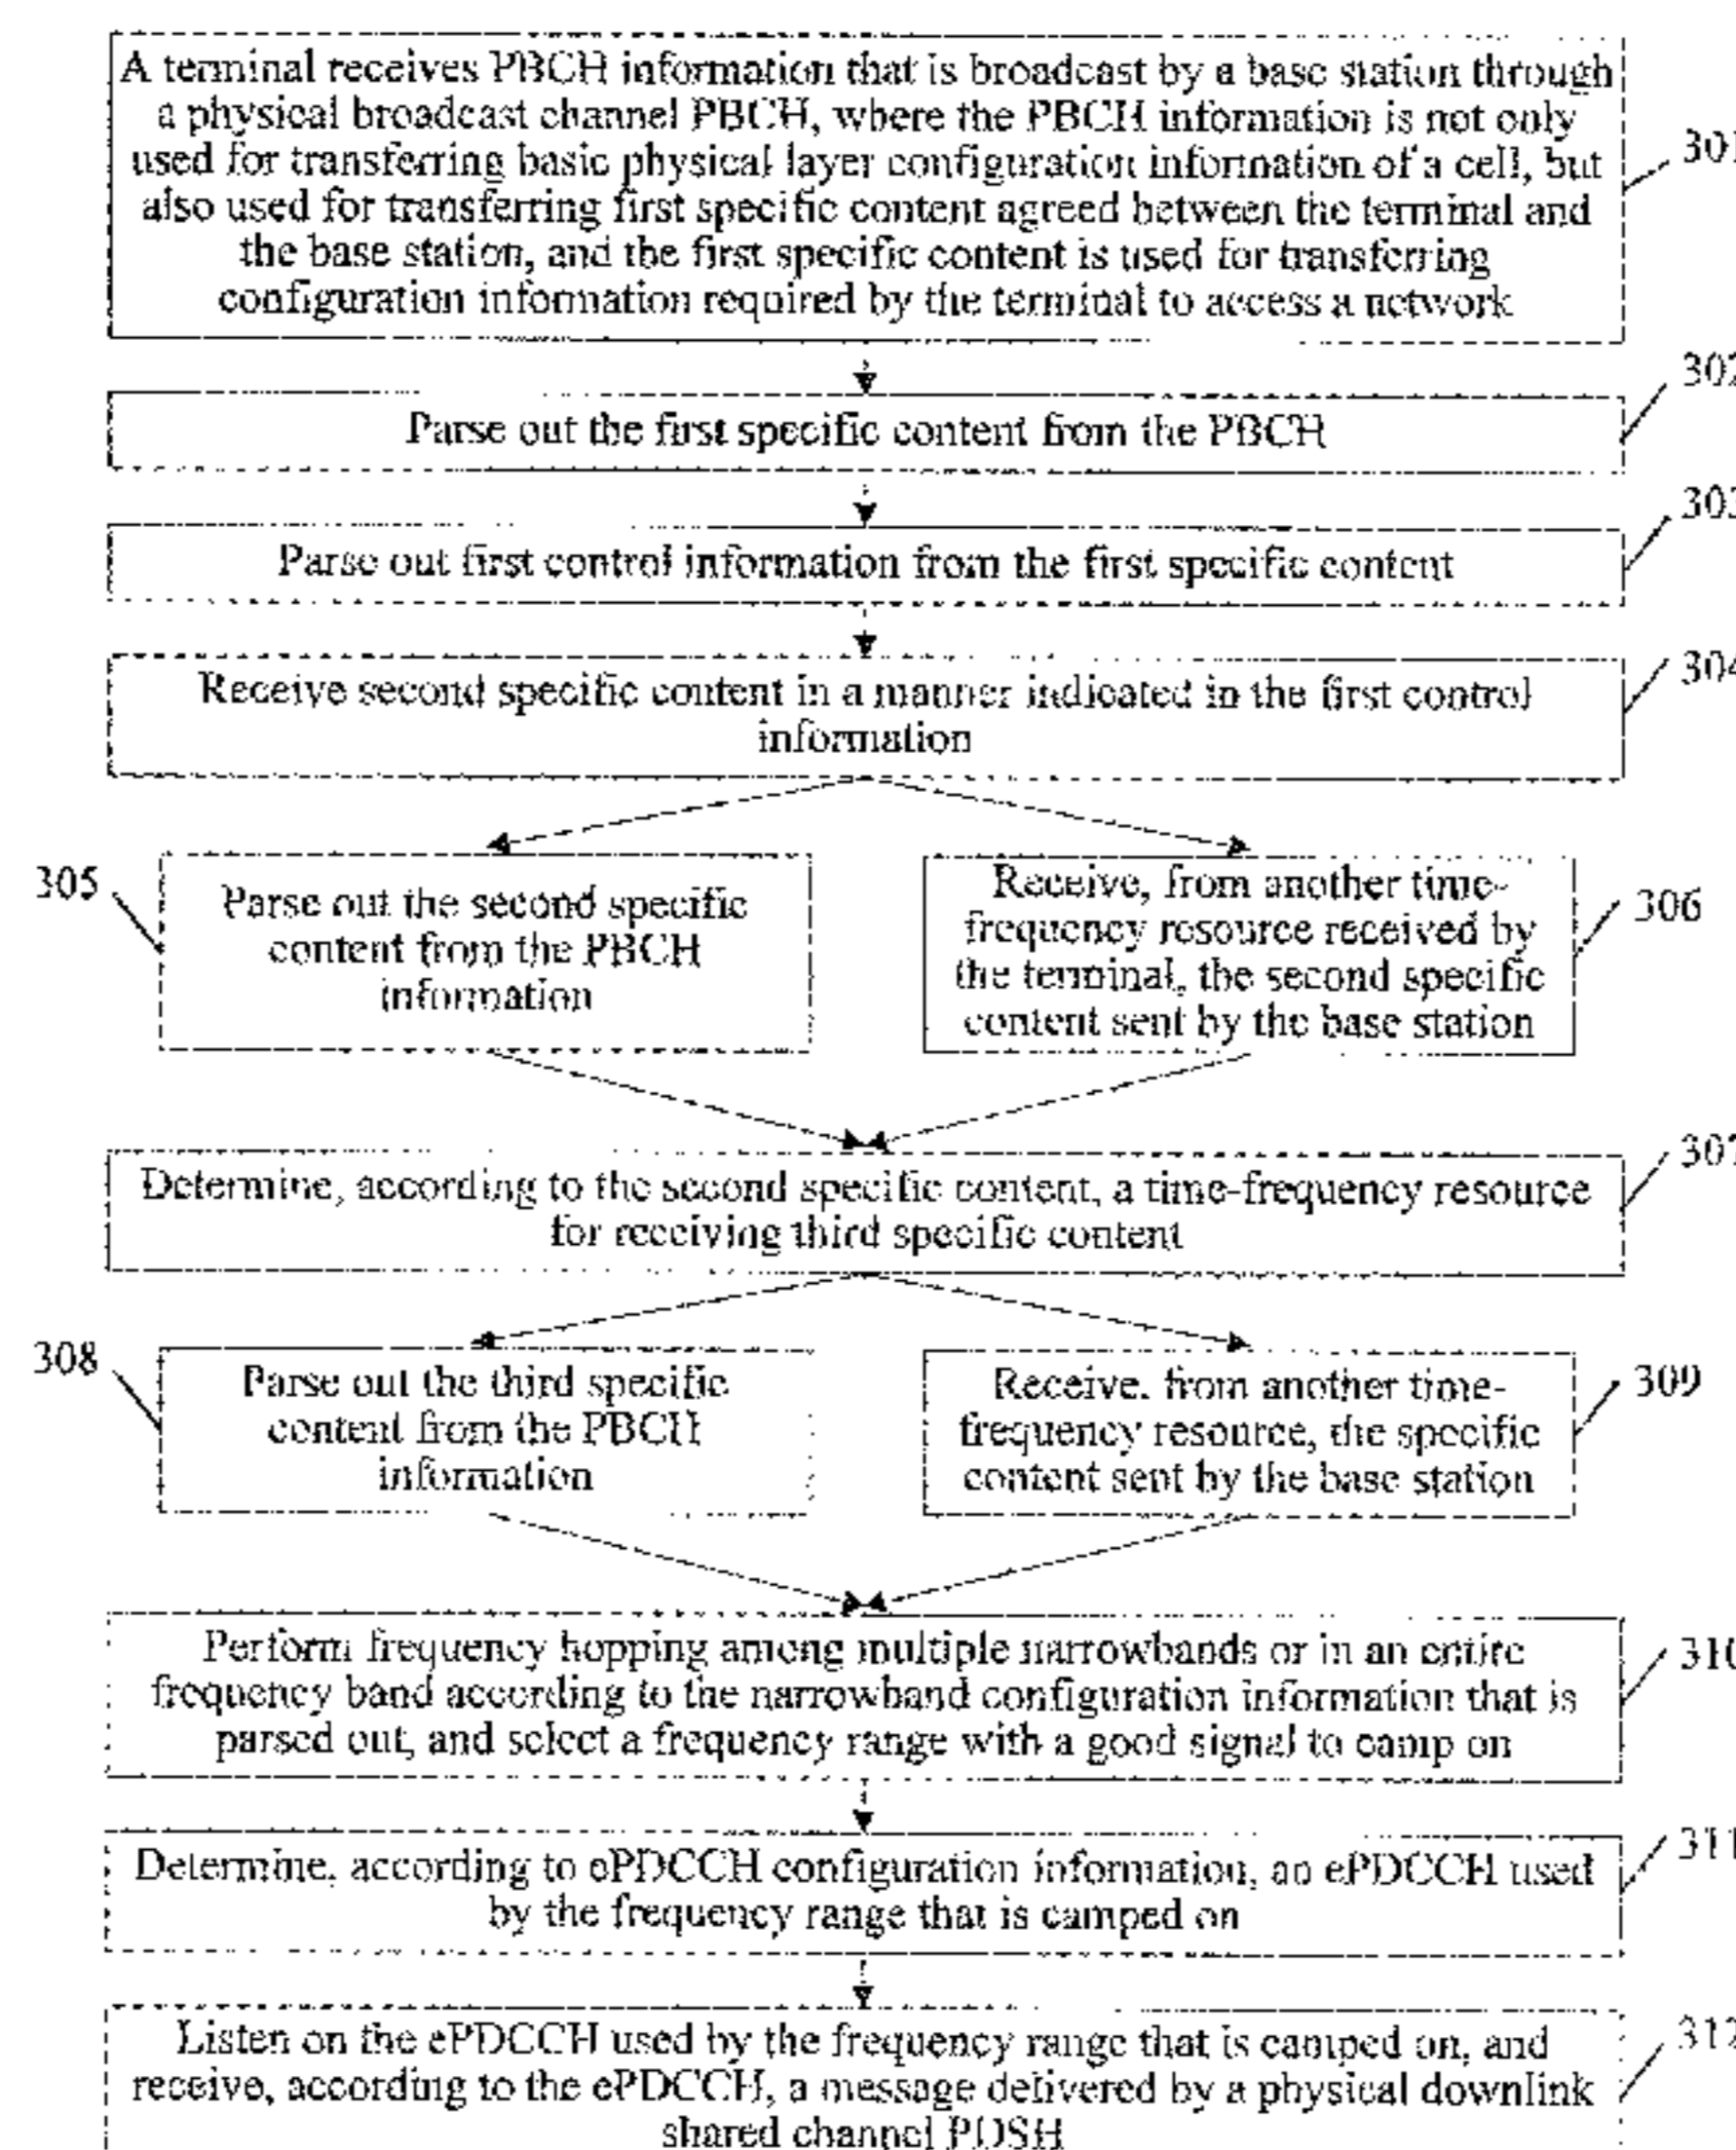 A terminal receives PBCH information that is broadcast by a base station through
a physical broadcast channel PBCH, where the PBCH information is not only
used for transferring basic physical layer configuration information of a cell, but
also used for transferring first specific content agreed between the terminal and
the base station, and the first specific content is used for transferring
configuration information required by the terminal to access a network
301
302
Parse out the first specific content from the PBCH
303
Parse out first control information from the first specific content
304
Receive second specific content in a manner indicated in the first control
information
305
Parse out the second specific
content from the PBCH
information
Receive, from another time-
frequency resource received by
the terminal, the second specific
content sent by the base station
306
307
Determine, according to the second specific content, a time-frequency resource
for receiving third specific content
308
Parse out the third specific
content from the PBCH
information
Receive, from another time-
frequency resource, the specific
content sent by the base station
309
Perform frequency hopping among multiple narrowbands or in an entire
frequency band according to the narrowband configuration information that is
parsed out, and select a frequency range with a good signal to camp on
310
311
Determine, according to ePDCCH configuration information, an ePDCCH used
by the frequency range that is camped on
312
Listen on the ePDCCH used by the frequency range that is camped on, and
receive, according to the ePDCCH, a message delivered by a physical downlink
shared channel PDSH